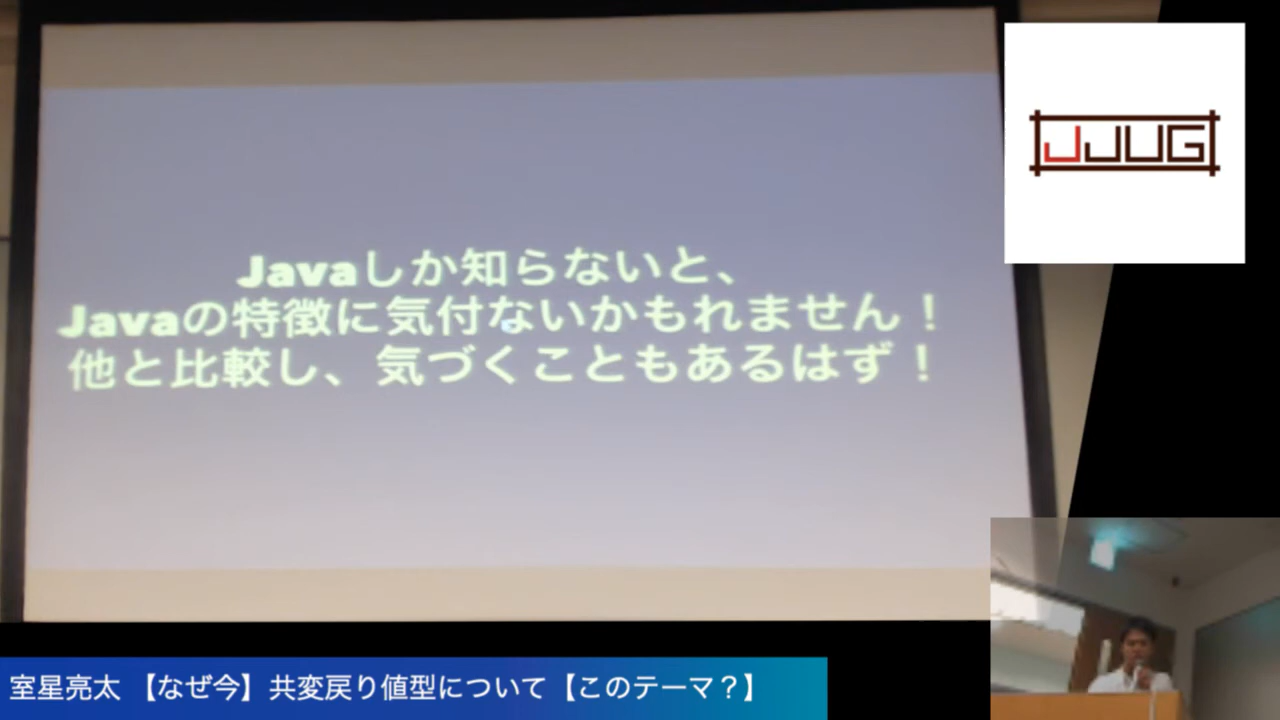 Javaしか知らないと、
Javaの特徴に気付ないかもれません！
他と比較し、気づくこともあるはず！
JJUG
室星亮太 【なぜ今】共変戻り値型について【このテーマ？】